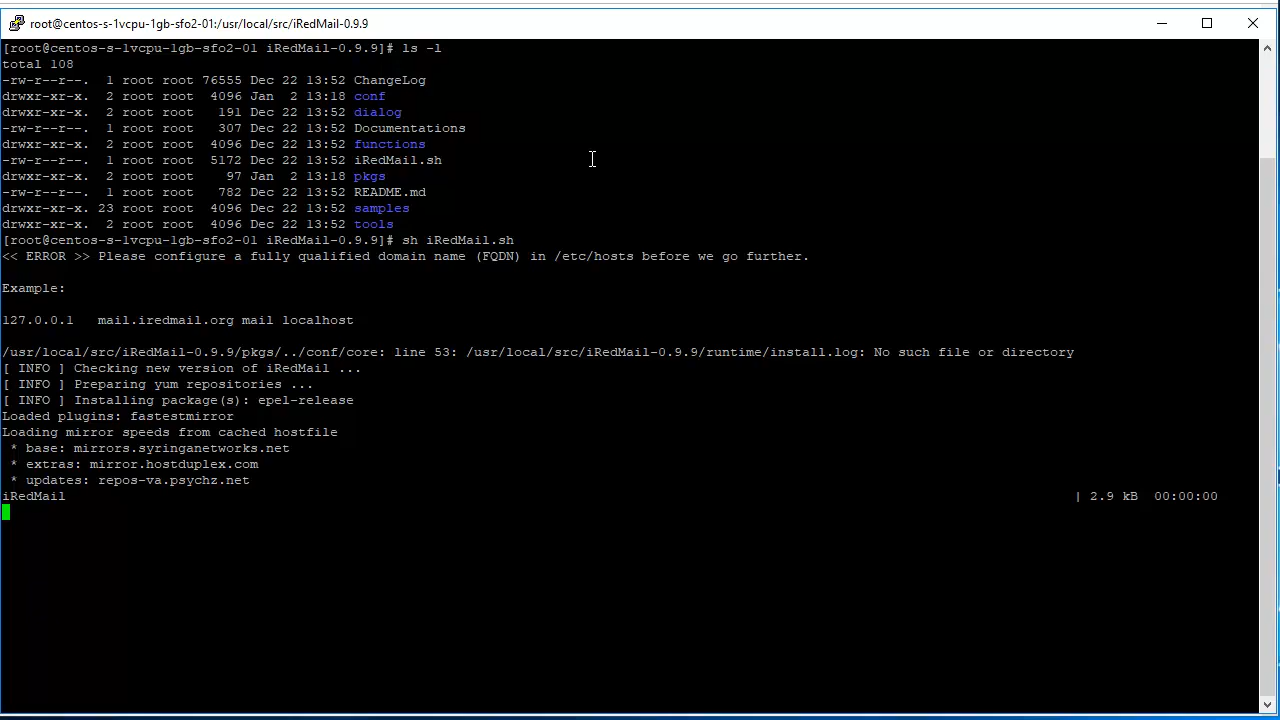 root@centos-s-1vcpu-1gb-sfo2-01:/usr/local/src/iRedMail-0.9.9
[root@centos-s-1vcpu-1gb-sfo2-01 iRedMail-0.9.9]# ls -l
total 108
-rw-r--r--.  1 root root 76555 Dec 22 13:52 ChangeLog
drwxr-xr-x.  2 root root  4096 Jan  2 13:18 conf
drwxr-xr-x.  2 root root   191 Dec 22 13:52 dialog
-rw-r--r--.  1 root root   307 Dec 22 13:52 Documentations
drwxr-xr-x.  2 root root  4096 Dec 22 13:52 functions
-rw-r--r--.  1 root root  5172 Dec 22 13:52 iRedMail.sh
drwxr-xr-x.  2 root root    97 Jan  2 13:18 pkgs
-rw-r--r--.  1 root root   782 Dec 22 13:52 README.md
drwxr-xr-x. 23 root root  4096 Dec 22 13:52 samples
drwxr-xr-x.  2 root root  4096 Dec 22 13:52 tools
[root@centos-s-1vcpu-1gb-sfo2-01 iRedMail-0.9.9]# sh iRedMail.sh
<< ERROR >> Please configure a fully qualified domain name (FQDN) in /etc/hosts before we go further.
Example:
127.0.0.1   mail.iredmail.org mail localhost
/usr/local/src/iRedMail-0.9.9/pkgs/../conf/core: line 53: /usr/local/src/iRedMail-0.9.9/runtime/install.log: No such file or directory
[ INFO ] Checking new version of iRedMail ...
[ INFO ] Preparing yum repositories ...
[ INFO ] Installing package(s): epel-release
Loaded plugins: fastestmirror
Loading mirror speeds from cached hostfile
 * base: mirrors.syringanetworks.net
 * extras: mirror.hostduplex.com
 * updates: repos-va.psychz.net
iRedMail | 2.9 kB  00:00:00